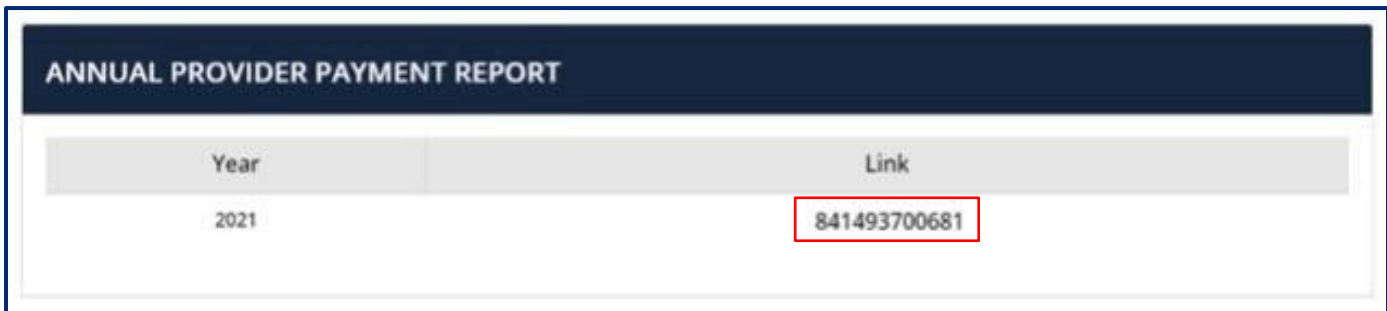 ANNUAL PROVIDER PAYMENT REPORT
Year Link
2021 841493700681